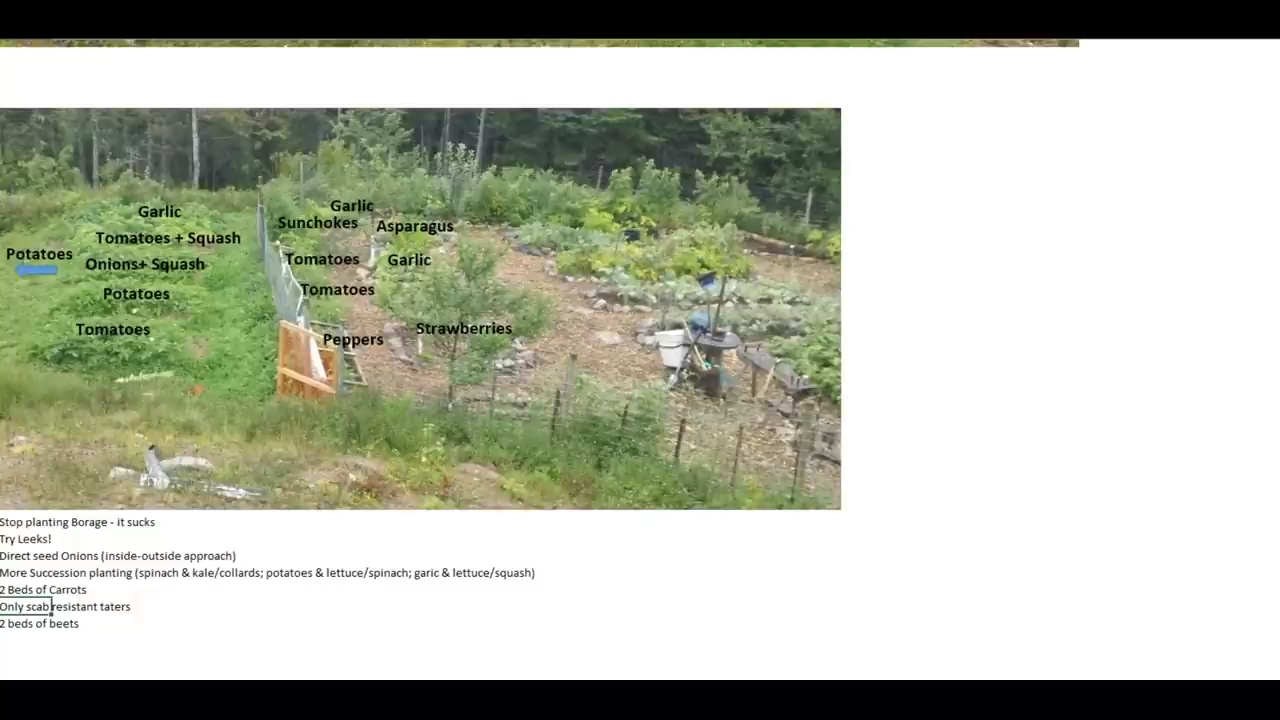 Garlic
Garlic
Sunchokes
Asparagus
Tomatoes + Squash
Potatoes
Onions+ Squash
Tomatoes
Garlic
Potatoes
Tomatoes
Tomatoes
Strawberries
Peppers
Stop planting Borage - it sucks
Try Leeks!
Direct seed Onions (inside-outside approach)
More Succession planting (spinach & kale/collards; potatoes & lettuce/spinach; garic & lettuce/squash)
2 Beds of Carrots
Only scab resistant taters
2 beds of beets